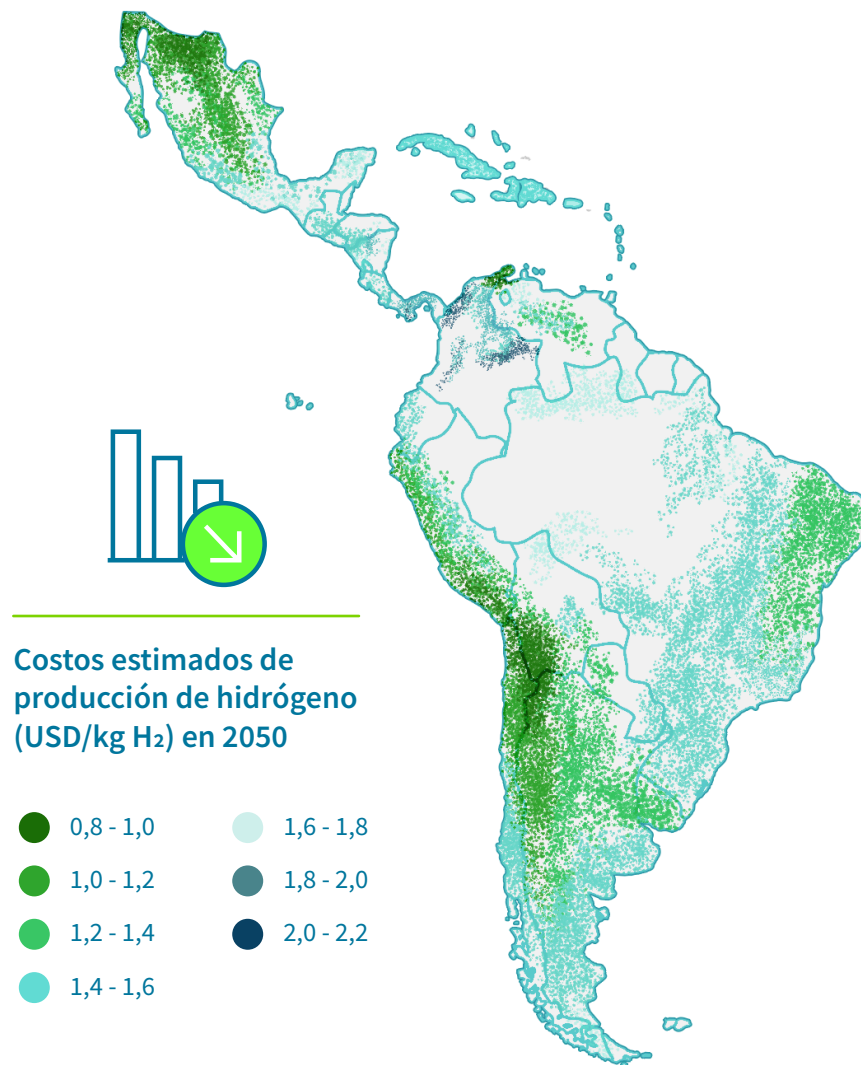 Costos estimados de
producción de hidrógeno
(USD/kg H₂) en 2050
0,8 - 1,0
1,0 - 1,2
1,2 - 1,4
1,4 - 1,6
1,6 - 1,8
1,8 - 2,0
2,0 - 2,2